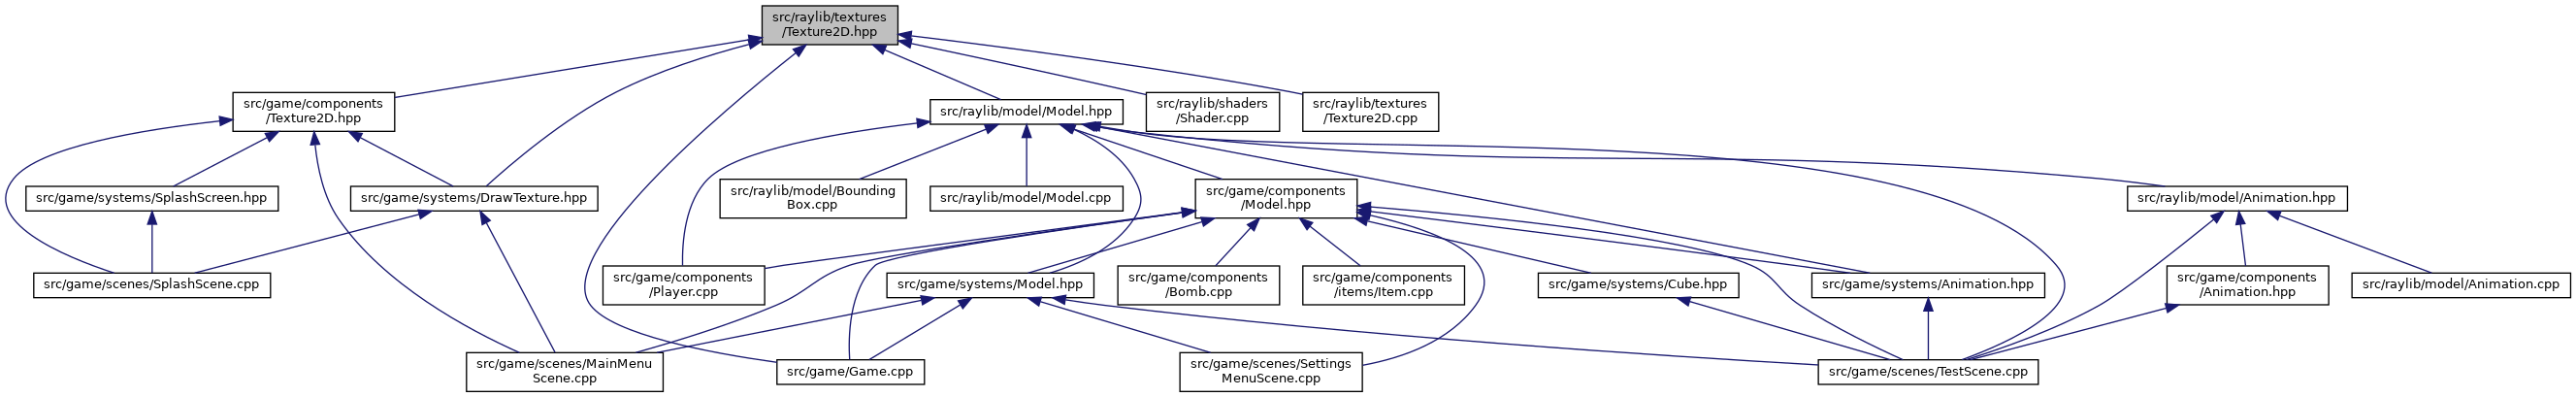 src/raylib/textures
/Texture2D.hpp
src/game/components
/Texture2D.hpp
src/raylib/model/Model.hpp
src/raylib/shaders
/Shader.cpp
src/raylib/textures
/Texture2D.cpp
src/game/systems/SplashScreen.hpp
src/game/systems/DrawTexture.hpp
src/raylib/model/Bounding
Box.cpp
src/raylib/model/Model.cpp
src/game/components
/Model.hpp
src/raylib/model/Animation.hpp
src/game/scenes/SplashScene.cpp
src/game/components
/Player.cpp
src/game/systems/Model.hpp
src/game/components
/Bomb.cpp
src/game/components
/items/Item.cpp
src/game/systems/Cube.hpp
src/game/systems/Animation.hpp
src/game/components
/Animation.hpp
src/raylib/model/Animation.cpp
src/game/scenes/MainMenu
Scene.cpp
src/game/Game.cpp
src/game/scenes/Settings
MenuScene.cpp
src/game/scenes/TestScene.cpp